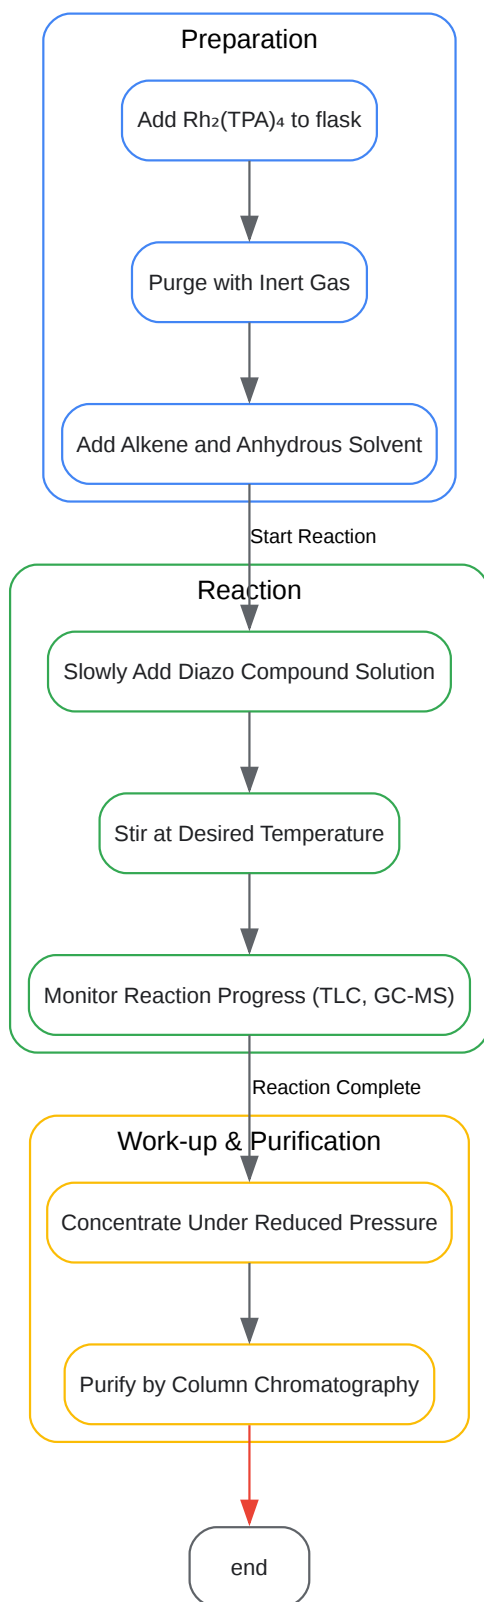 Preparation
Add Rh₂(TPA)₄ to flask
Purge with Inert Gas
Add Alkene and Anhydrous Solvent
Start Reaction
Reaction
Slowly Add Diazo Compound Solution
Stir at Desired Temperature
Monitor Reaction Progress (TLC, GC-MS)
Reaction Complete
Work-up & Purification
Concentrate Under Reduced Pressure
Purify by Column Chromatography
end